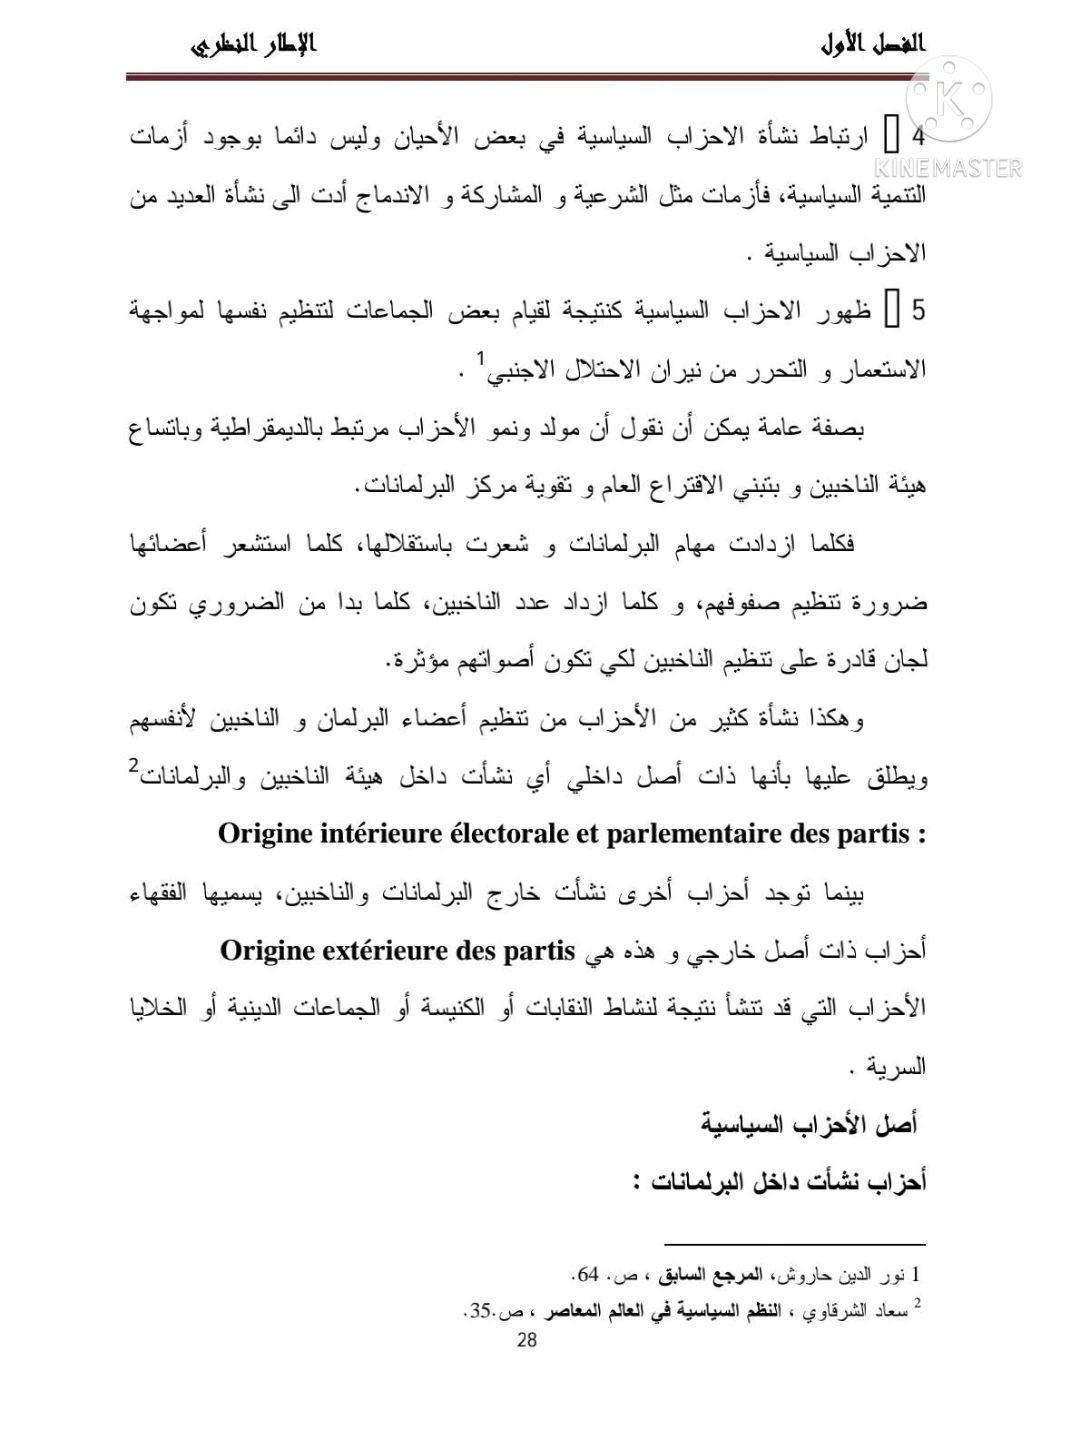 الفصل الأول
الإطار النظري
KINEMASTER
4 ارتباط نشأة الاحزاب السياسية في بعض الأحيان وليس دائما بوجود أزمات
التنمية السياسية، فأزمات مثل الشرعية و المشاركة و الاندماج أدت الى نشأة العديد من
الاحزاب السياسية .
5 ظهور الاحزاب السياسية كنتيجة لقيام بعض الجماعات لتنظيم نفسها لمواجهة
الاستعمار و التحرر من نيران الاحتلال الاجنبي1 .
بصفة عامة يمكن أن نقول أن مولد ونمو الأحزاب مرتبط بالديمقراطية وباتساع
هيئة الناخبين و بتبني الاقتراع العام و تقوية مركز البرلمانات.
فكلما ازدادت مهام البرلمانات و شعرت باستقلالها، كلما استشعر أعضائها
ضرورة تنظيم صفوفهم، و كلما ازداد عدد الناخبين، كلما بدا من الضروري تكون
لجان قادرة على تنظيم الناخبين لكي تكون أصواتهم مؤثرة.
وهكذا نشأة كثير من الأحزاب من تنظيم أعضاء البرلمان و الناخبين لأنفسهم
ويطلق عليها بأنها ذات أصل داخلي أي نشأت داخل هيئة الناخبين والبرلمانات2
Origine intérieure électorale et parlementaire des partis :
بينما توجد أحزاب أخرى نشأت خارج البرلمانات والناخبين، يسميها الفقهاء
أحزاب ذات أصل خارجي و هذه هي Origine extérieure des partis
الأحزاب التي قد تنشأ نتيجة لنشاط النقابات أو الكنيسة أو الجماعات الدينية أو الخلايا
السرية .
أصل الأحزاب السياسية
أحزاب نشأت داخل البرلمانات :
1 نور الدين حاروش، المرجع السابق ، ص. 64.
2 سعاد الشرقاوي ، النظم السياسية في العالم المعاصر ، ص.35.
28